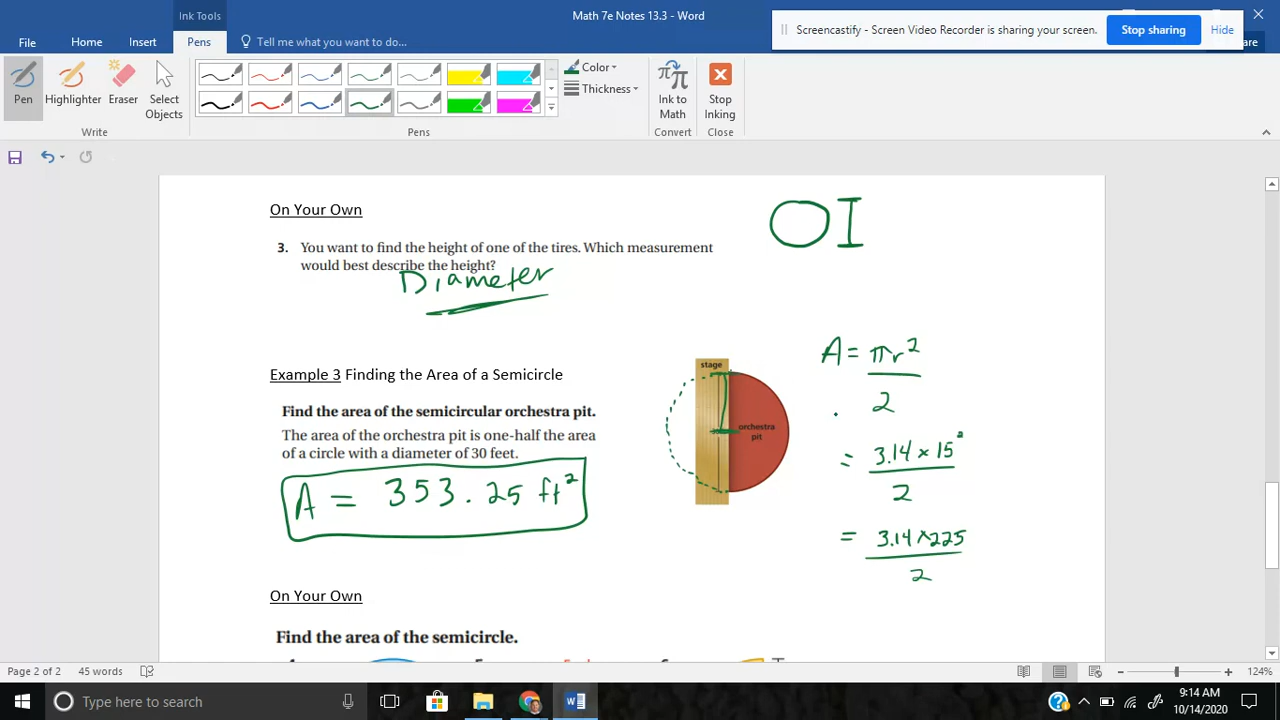 Ink Tools
Math 7e Notes 13.3 - Word
Screencastify - Screen Video Recorder is sharing your screen.
Stop sharing
Hide
File
Home
Insert
Pens
Tell me what you want to do...
are
Pen
Highlighter
Eraser
Select Objects
Color
Thickness
Ink to Math
Stop Inking
Write
Pens
Convert
Close
On Your Own
3. You want to find the height of one of the tires. Which measurement
would best describe the height?
Diameter
Example 3 Finding the Area of a Semicircle
Find the area of the semicircular orchestra pit.
The area of the orchestra pit is one-half the area
of a circle with a diameter of 30 feet.
A = 353.25 ft²
stage
orchestra
pit
A = πr²
2
= 3.14 × 15²
2
= 3.14 × 225
2
On Your Own
Find the area of the semicircle.
Page 2 of 2
45 words
124%
Type here to search
9:14 AM
10/14/2020